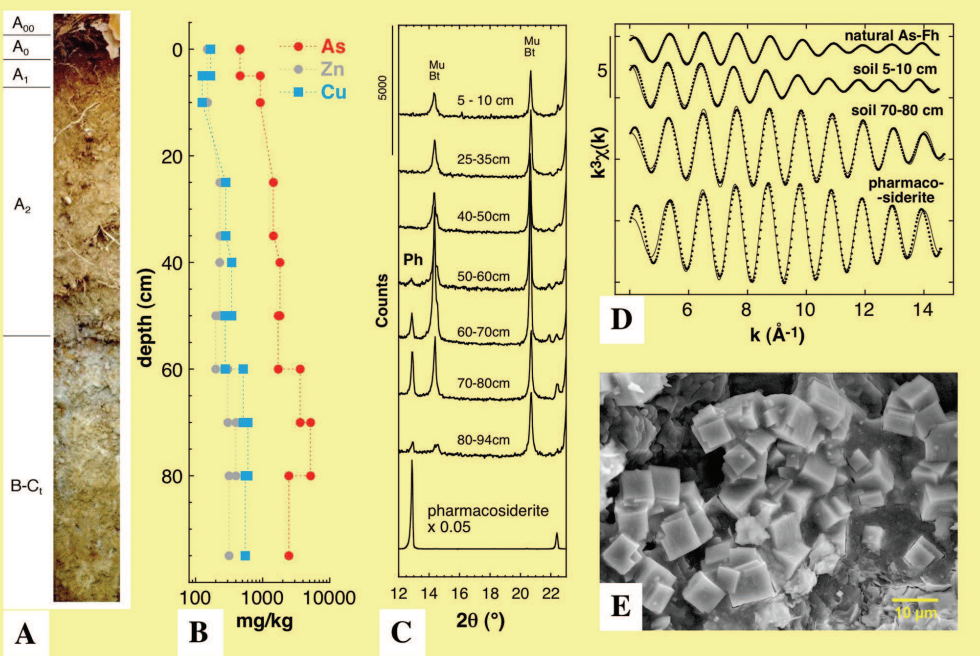 A₀₀
A₀
A₁
A₂
B-Cₜ
A
0
20
40
60
80
depth (cm)
As
Zn
Cu
100
1000
10000
mg/kg
B
5000
Counts
Mu
Bt
Mu
Bt
5 - 10 cm
25-35cm
40-50cm
Ph
50-60cm
60-70cm
70-80cm
80-94cm
pharmacosiderite
x 0.05
12 14 16 18 20 22
2θ (°)
C
5
k³χ(k)
natural As-Fh
soil 5-10 cm
soil 70-80 cm
pharmaco-
-siderite
4 6 8 10 12 14
k (Å⁻¹)
D
E
10 µm